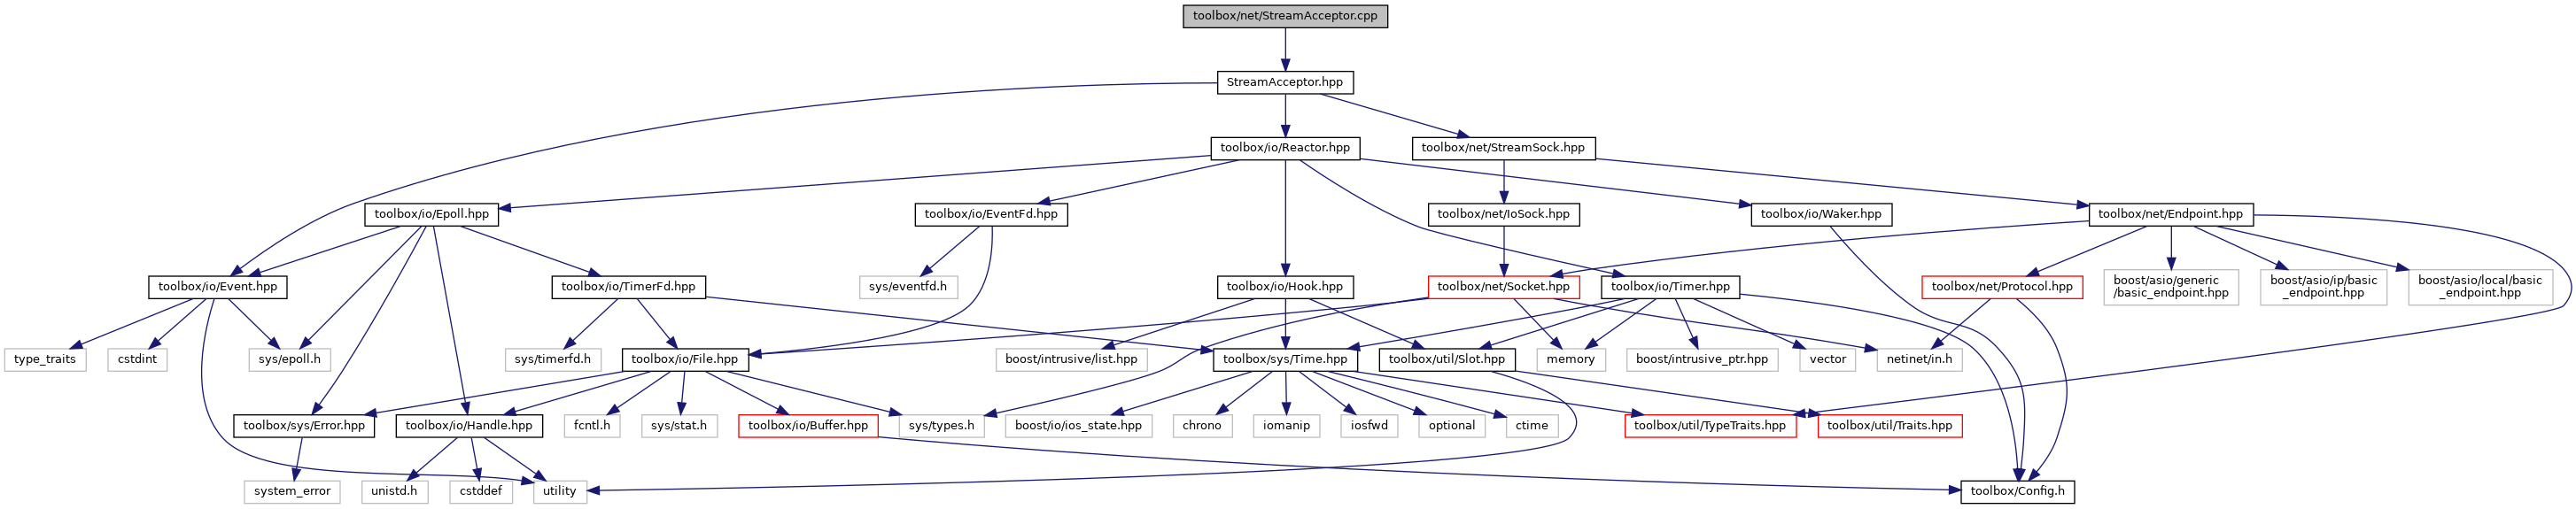 toolbox/net/StreamAcceptor.cpp
StreamAcceptor.hpp
toolbox/io/Reactor.hpp
toolbox/net/StreamSock.hpp
toolbox/io/Epoll.hpp
toolbox/io/EventFd.hpp
toolbox/net/IoSock.hpp
toolbox/io/Waker.hpp
toolbox/net/Endpoint.hpp
toolbox/io/Event.hpp
toolbox/io/TimerFd.hpp
sys/eventfd.h
toolbox/io/Hook.hpp
toolbox/net/Socket.hpp
toolbox/io/Timer.hpp
toolbox/net/Protocol.hpp
boost/asio/generic
/basic_endpoint.hpp
boost/asio/ip/basic
_endpoint.hpp
boost/asio/local/basic
_endpoint.hpp
type_traits
cstdint
sys/epoll.h
sys/timerfd.h
toolbox/io/File.hpp
boost/intrusive/list.hpp
toolbox/sys/Time.hpp
toolbox/util/Slot.hpp
memory
boost/intrusive_ptr.hpp
vector
netinet/in.h
toolbox/sys/Error.hpp
toolbox/io/Handle.hpp
fcntl.h
sys/stat.h
toolbox/io/Buffer.hpp
sys/types.h
boost/io/ios_state.hpp
chrono
iomanip
iosfwd
optional
ctime
toolbox/util/TypeTraits.hpp
toolbox/util/Traits.hpp
system_error
unistd.h
cstddef
utility
toolbox/Config.h